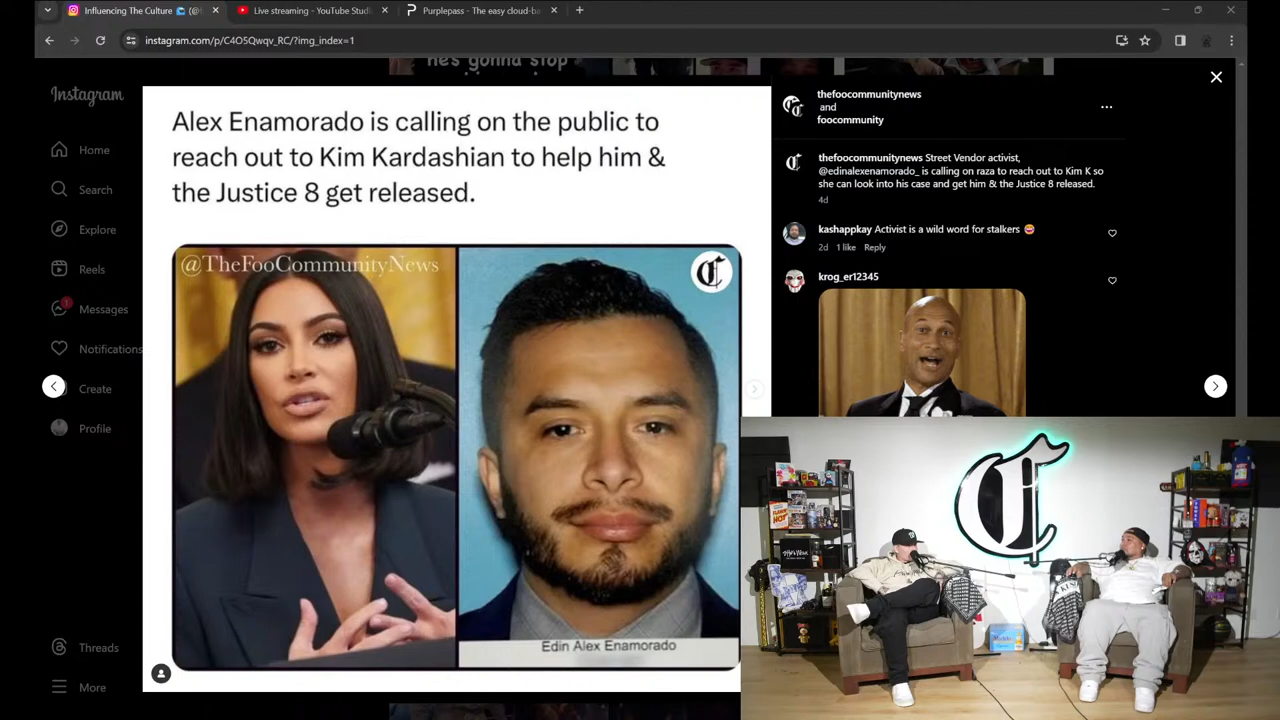 Influencing The Culture
Live streaming - YouTube Studi
Purplepass - The easy cloud-ba
instagram.com/p/C4O5Qwqv_RC/?img_index=1
he's gonna stop
Instagram
Home
Search
Explore
Reels
1
Messages
Notifications
Create
Profile
Threads
More
Alex Enamorado is calling on the public to
reach out to Kim Kardashian to help him &
the Justice 8 get released.
@TheFooCommunityNews
Edin Alex Enamorado
thefoocommunitynews
and
foocommunity
thefoocommunitynews Street Vendor activist,
@edinalexenamorado_ is calling on raza to reach out to Kim K so
she can look into his case and get him & the Justice 8 released.
4d
kashappkay Activist is a wild word for stalkers 🤣
2d 1 like Reply
krog_er12345